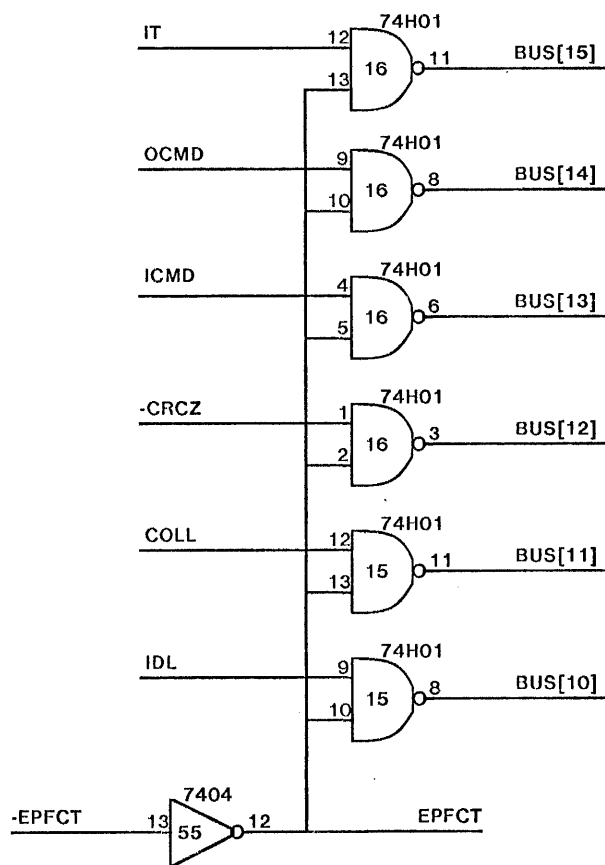 74H01
IT 12 16 11 BUS[15]
13
74H01
OCMD 9 16 8 BUS[14]
10
74H01
ICMD 4 16 6 BUS[13]
5
74H01
-CRCZ 1 16 3 BUS[12]
2
74H01
COLL 12 15 11 BUS[11]
13
74H01
IDL 9 15 8 BUS[10]
10
7404
-EPFCT 13 55 12 EPFCT